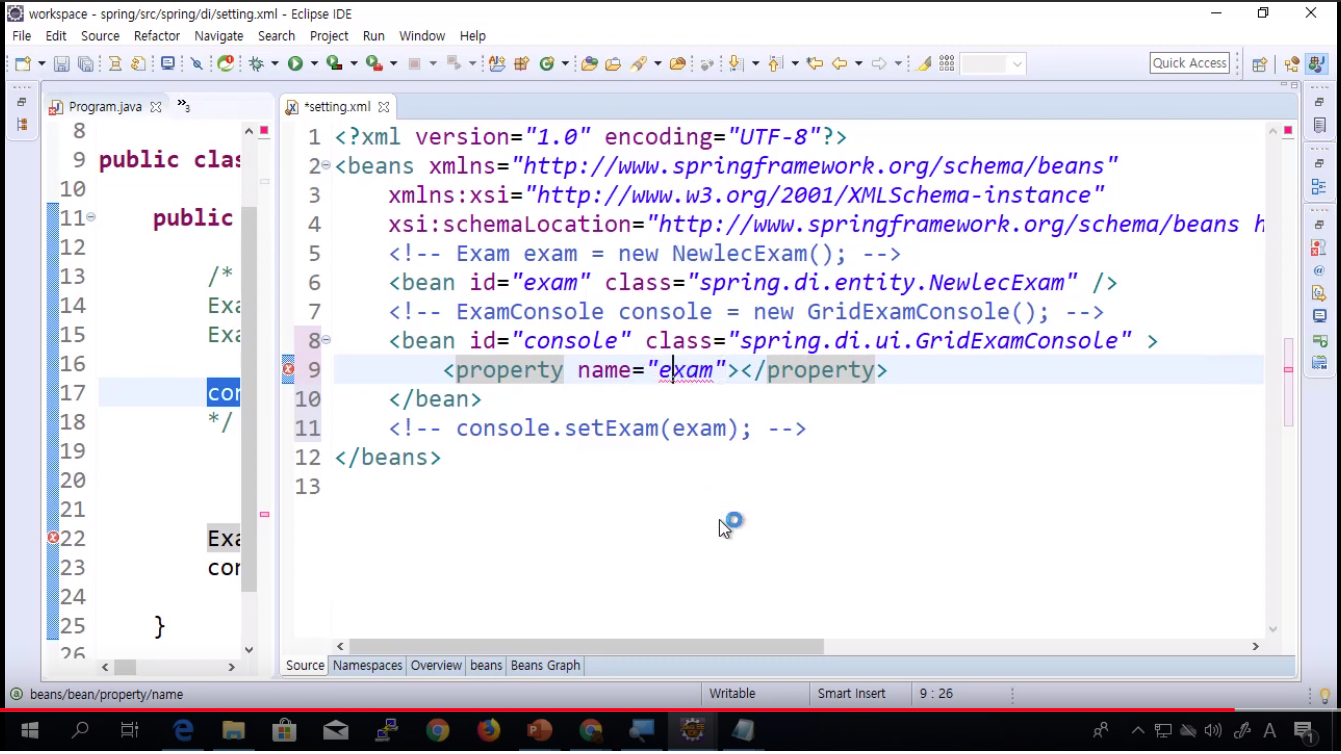 workspace - spring/src/spring/di/setting.xml - Eclipse IDE
File Edit Source Refactor Navigate Search Project Run Window Help
Quick Access
Program.java
»3
*setting.xml
8
9 public clas
10
11 public
12
13 /*
14 Exa
15 Exa
16
17 con
18 */
19
20
21
22 Exa
23 con
24
25 }
26
1 <?xml version="1.0" encoding="UTF-8"?>
2 <beans xmlns="http://www.springframework.org/schema/beans"
3 xmlns:xsi="http://www.w3.org/2001/XMLSchema-instance"
4 xsi:schemaLocation="http://www.springframework.org/schema/beans h
5 <!-- Exam exam = new NewlecExam(); -->
6 <bean id="exam" class="spring.di.entity.NewlecExam" />
7 <!-- ExamConsole console = new GridExamConsole(); -->
8 <bean id="console" class="spring.di.ui.GridExamConsole" >
9 <property name="exam"></property>
10 </bean>
11 <!-- console.setExam(exam); -->
12 </beans>
13
Source Namespaces Overview beans Beans Graph
beans/bean/property/name
Writable
Smart Insert
9 : 26
A
1